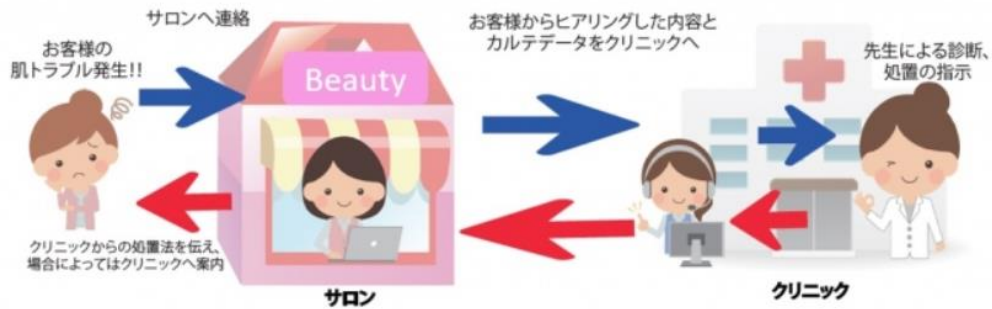 サロンへ連絡
お客様の
肌トラブル発生!!
Beauty
お客様からヒアリングした内容と
カルテデータをクリニックへ
先生による診断、
処置の指示
クリニックからの処置法を伝え、
場合によってはクリニックへ案内
サロン
クリニック